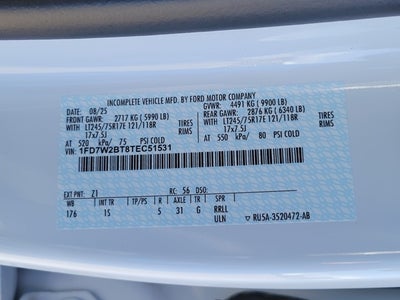 INCOMPLETE VEHICLE MFD. BY FORD MOTOR COMPANY
DATE: 08/25 GVWR: 4491 KG ( 9900 LB)
FRONT GAWR: 2717 KG ( 5990 LB) REAR GAWR: 2876 KG ( 6340 LB)
WITH LT245/75R17E 121/118R TIRES WITH LT245/75R17E 121/118R TIRES
17x7.5J RIMS 17x7.5J RIMS
AT 520 kPa/ 75 PSI COLD AT 550 kPa/ 80 PSI COLD
VIN: 1FD7W2BT8TEC51531
EXT PNT: Z1 RC: 56 DSO:
WB INT TR TP/PS R AXLE TR SPR
176 15 5 31 G RRLL
ULN RU5A-3520472-AB